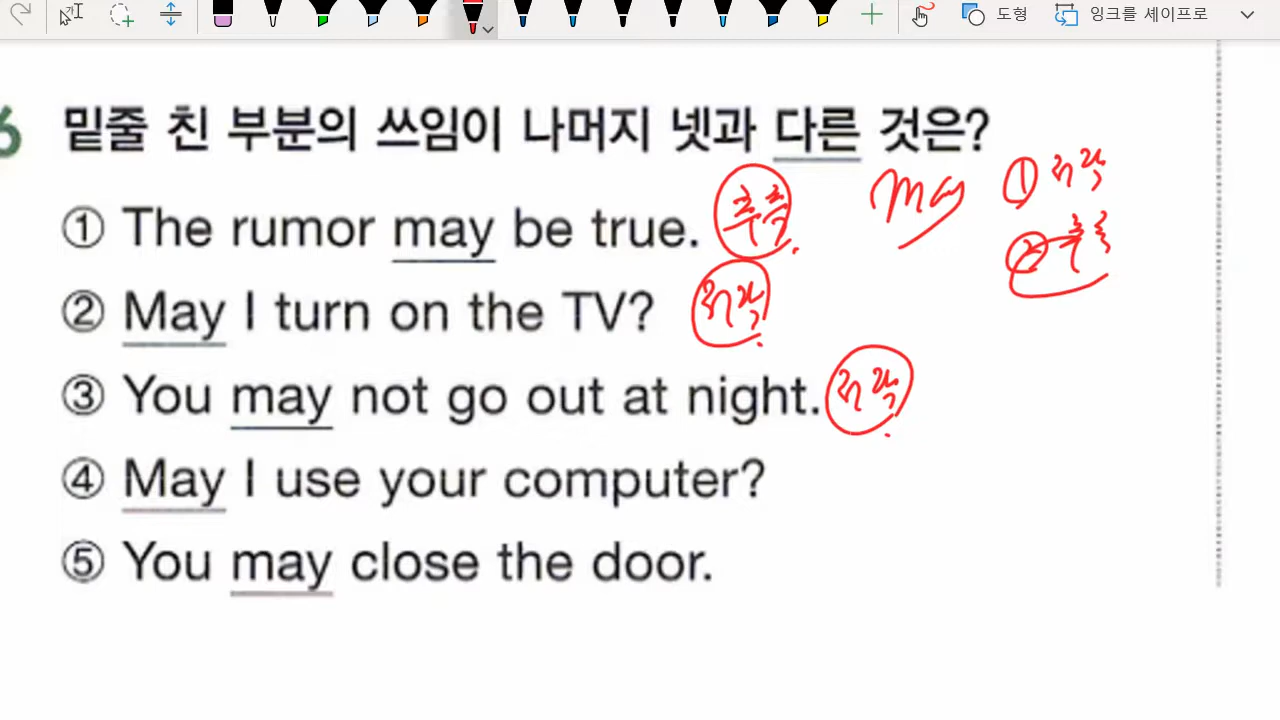 도형 잉크를 셰이프로
6 밑줄 친 부분의 쓰임이 나머지 넷과 다른 것은?
① The rumor may be true. 추측.
may ① 허락
② 추측
② May I turn on the TV? 허락.
③ You may not go out at night. 허락.
④ May I use your computer?
⑤ You may close the door.